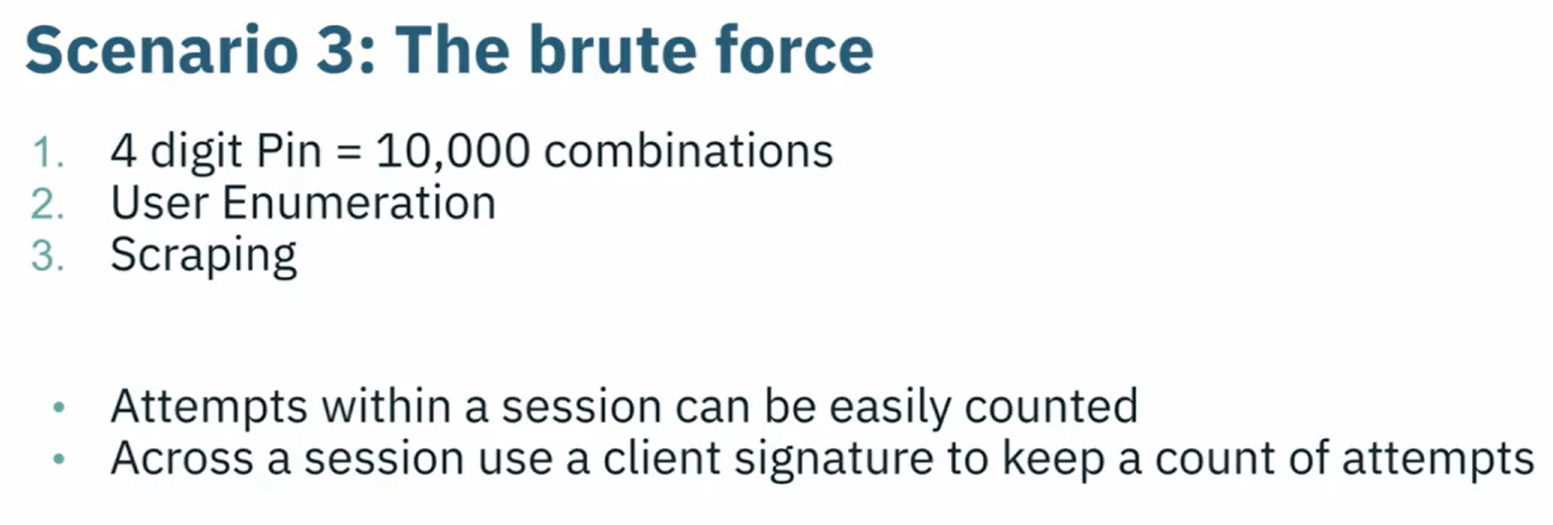 Scenario 3: The brute force
1. 4 digit Pin = 10,000 combinations
2. User Enumeration
3. Scraping
• Attempts within a session can be easily counted
• Across a session use a client signature to keep a count of attempts